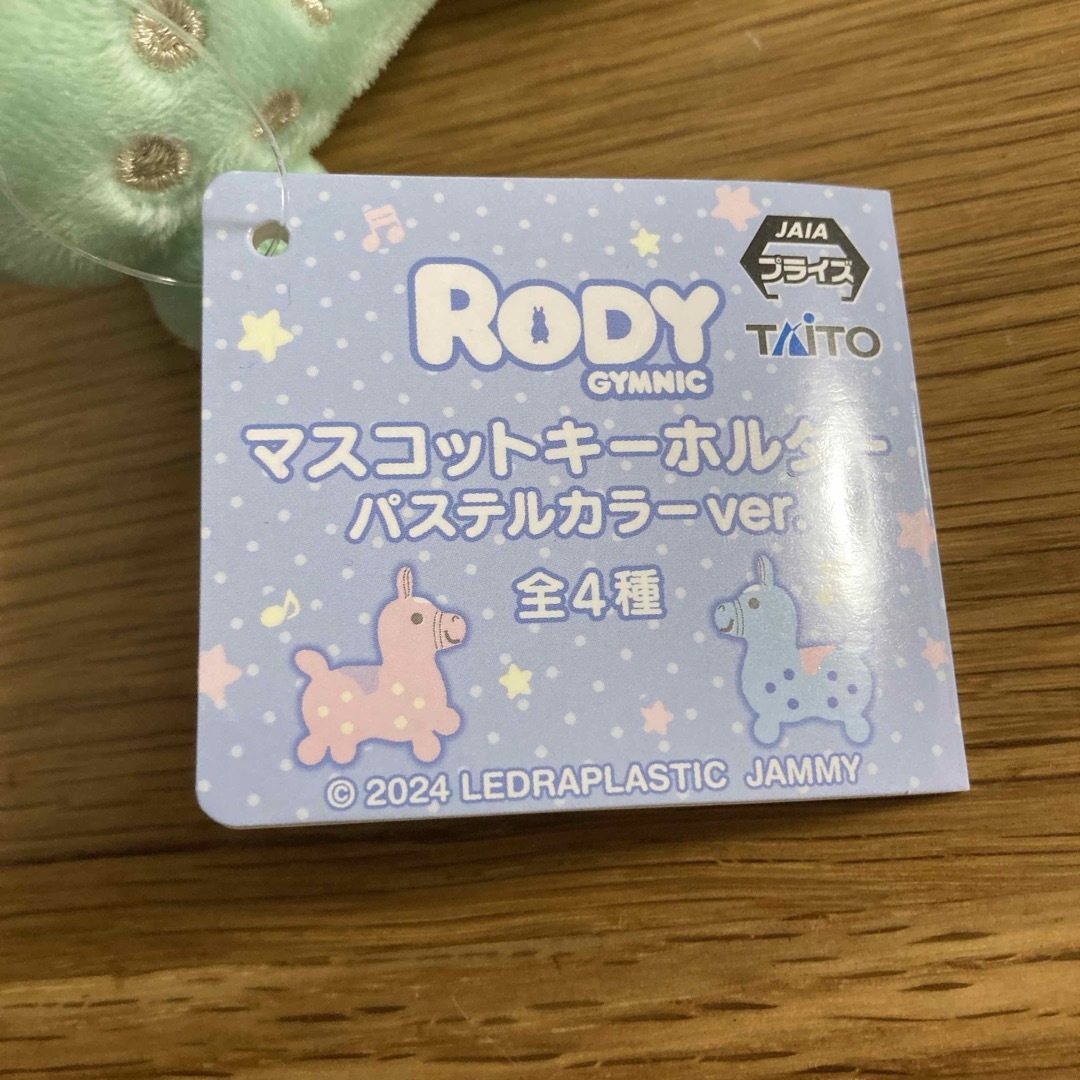 JAIA
プライズ
TAITO
RODY
GYMNIC
マスコットキーホルダー
パステルカラーver.
全4種
© 2024 LEDRAPLASTIC JAMMY